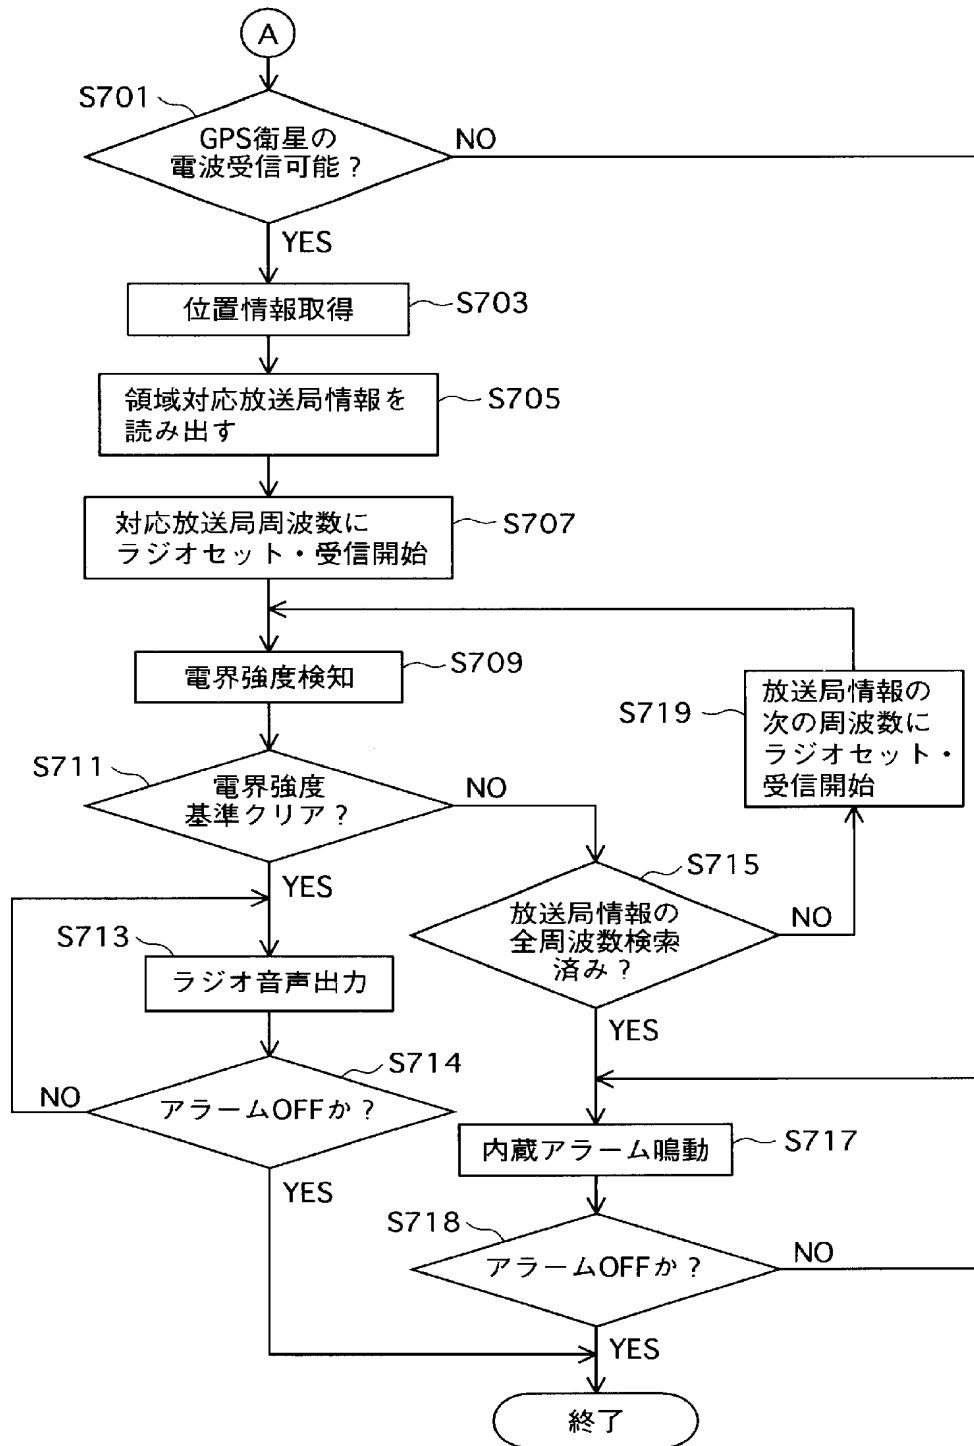 A
S701
GPS衛星の
電波受信可能？
NO
YES
位置情報取得
S703
領域対応放送局情報を
読み出す
S705
対応放送局周波数に
ラジオセット・受信開始
S707
電界強度検知
S709
S719
放送局情報の
次の周波数に
ラジオセット・
受信開始
S711
電界強度
基準クリア？
NO
YES
S715
放送局情報の
全周波数検索
済み？
NO
YES
S713
ラジオ音声出力
S714
アラームOFFか？
NO
YES
内蔵アラーム鳴動
S717
S718
アラームOFFか？
NO
YES
終了